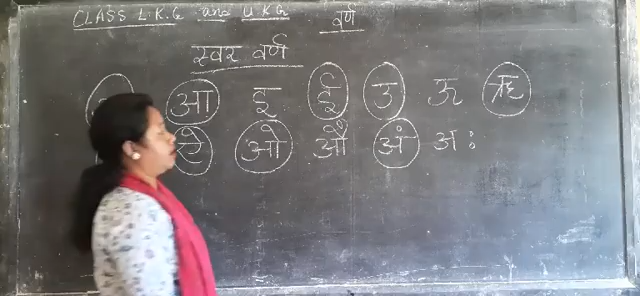 CLASS L.K.G and U.K.G
वर्ण
स्वर वर्ण
आ इ ई उ ऊ ऋ
ऐ ओ औ अं अः